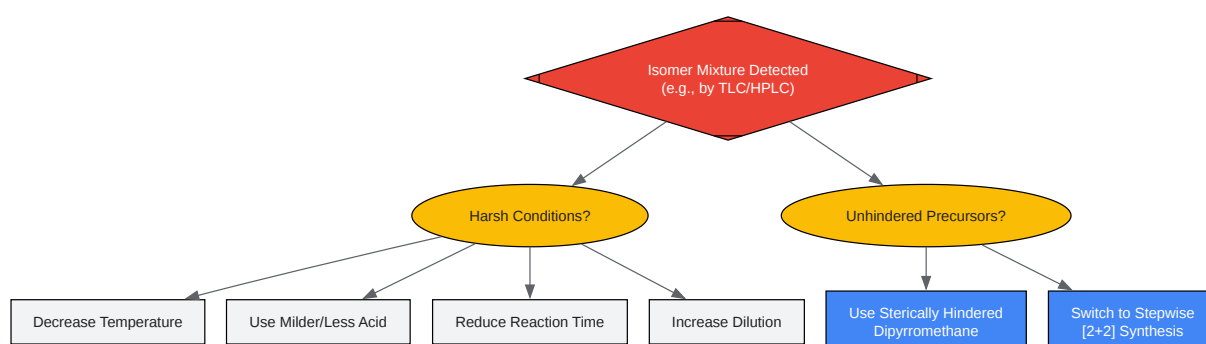 Isomer Mixture Detected
(e.g., by TLC/HPLC)
Harsh Conditions?
Unhindered Precursors?
Decrease Temperature
Use Milder/Less Acid
Reduce Reaction Time
Increase Dilution
Use Sterically Hindered
Dipyrromethane
Switch to Stepwise
[2+2] Synthesis